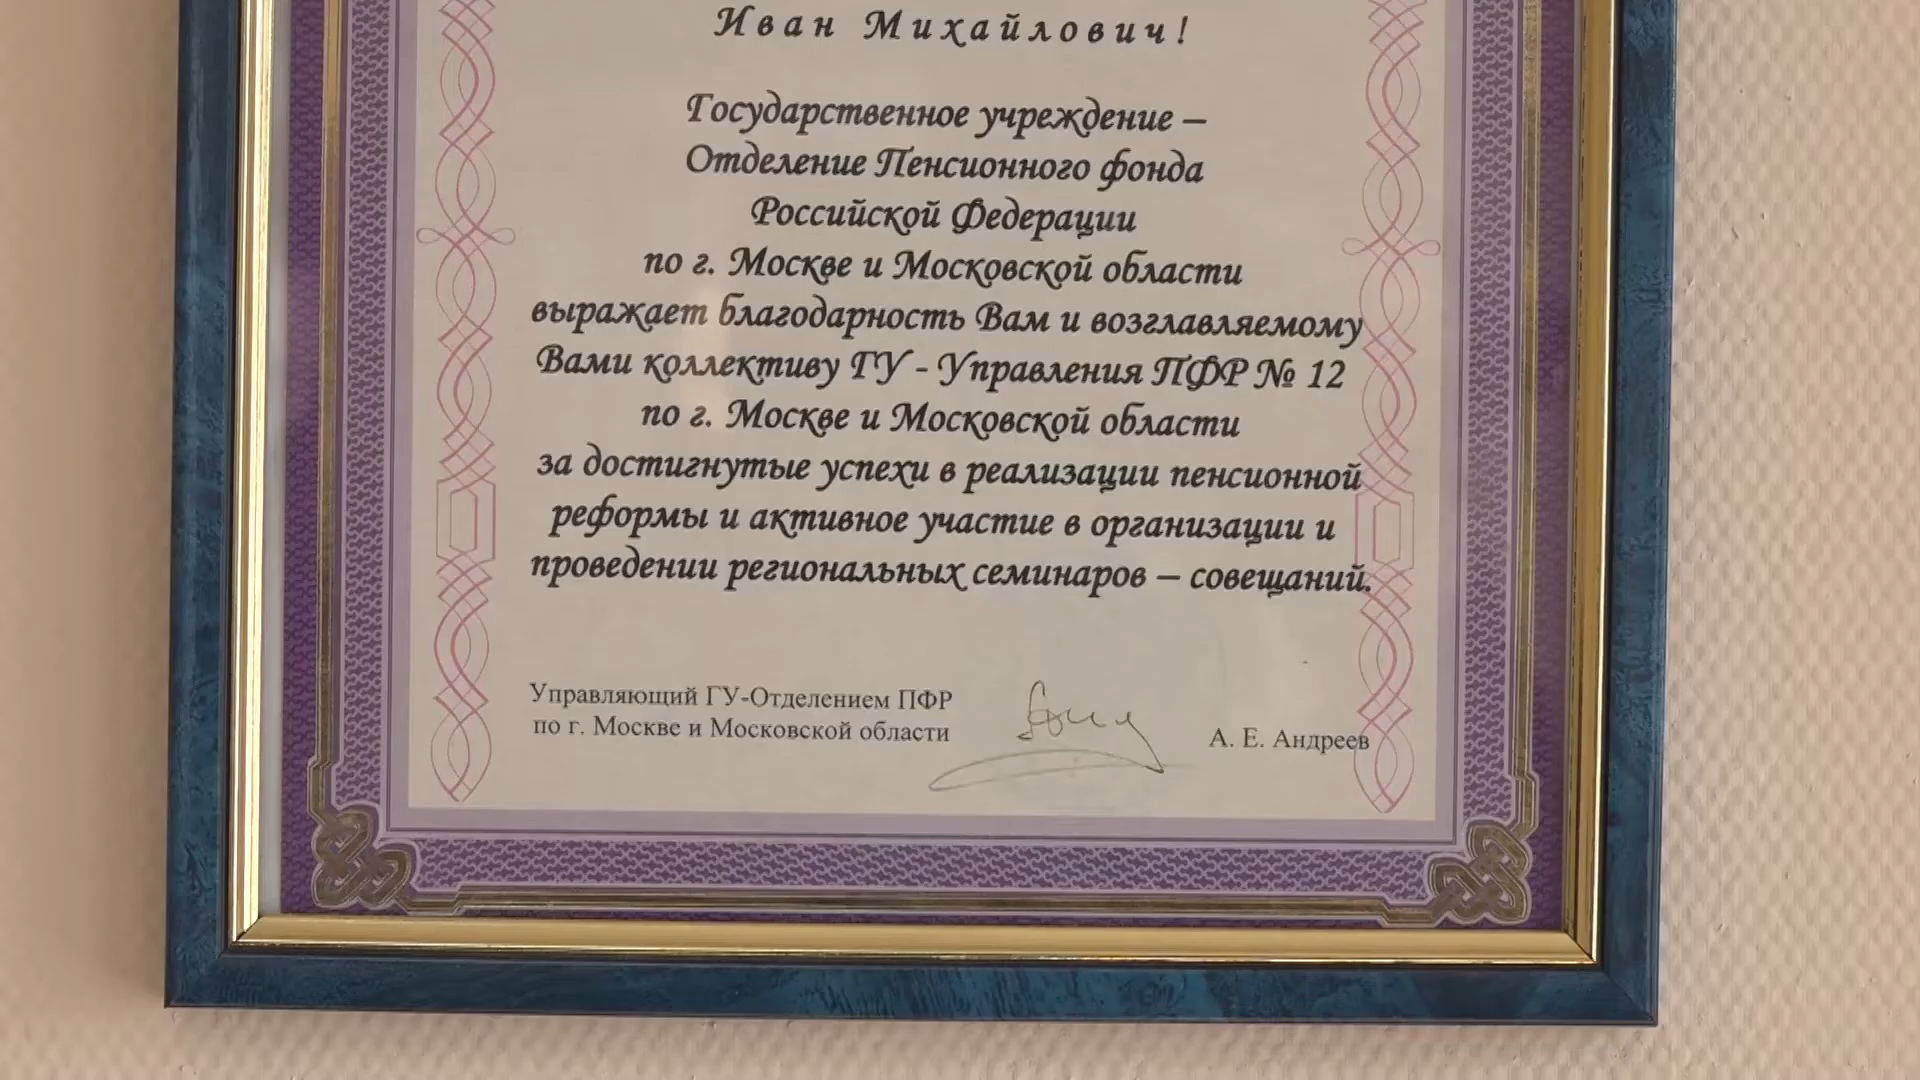 Иван Михайлович!
Государственное учреждение –
Отделение Пенсионного фонда
Российской Федерации
по г. Москве и Московской области
выражает благодарность Вам и возглавляемому
Вами коллективу ГУ - Управления ПФР № 12
по г. Москве и Московской области
за достигнутые успехи в реализации пенсионной
реформы и активное участие в организации и
проведении региональных семинаров – совещаний.
Управляющий ГУ-Отделением ПФР
по г. Москве и Московской области
А. Е. Андреев